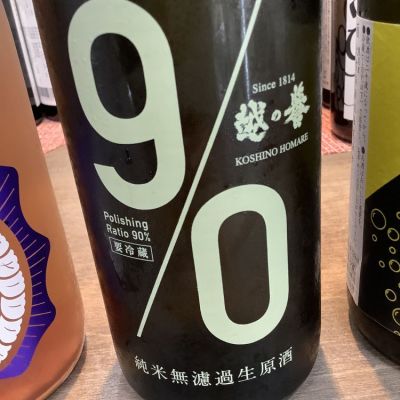 9/0
Since 1814
越の誉
KOSHINO HOMARE
Polishing
Ratio 90%
要冷蔵
純米無濾過生原酒